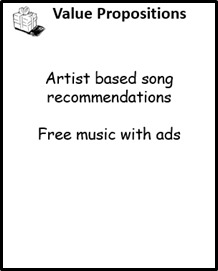 Value Propositions
Artist based song
recommendations
Free music with ads